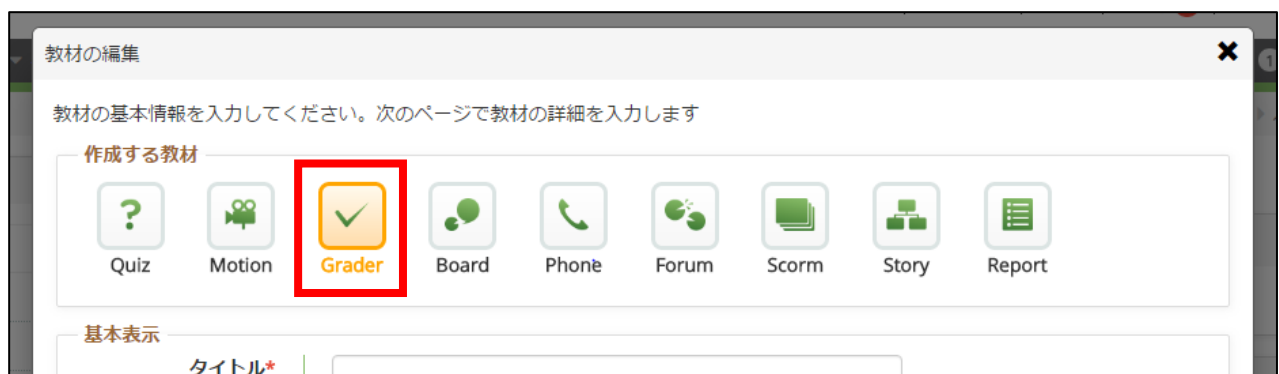 教材の編集
教材の基本情報を入力してください。次のページで教材の詳細を入力します
作成する教材
Quiz Motion Grader Board Phone Forum Scorm Story Report
基本表示
タイトル*